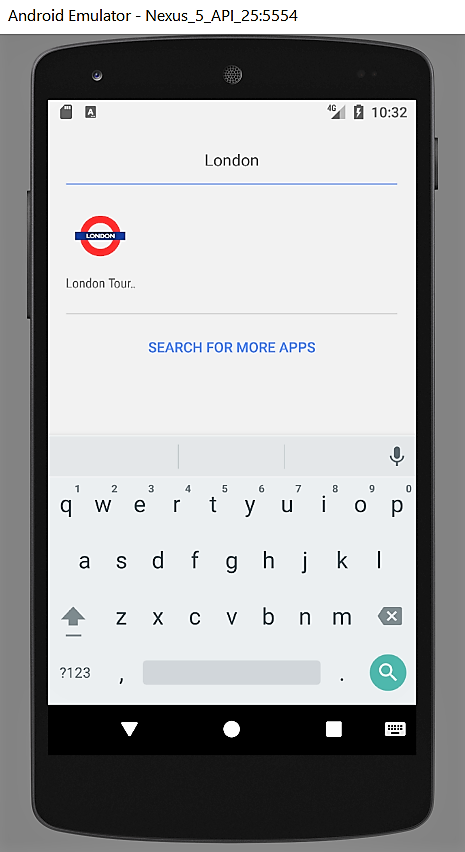 Android Emulator - Nexus_5_API_25:5554
A 4G 10:32
London
LONDON
London Tour..
SEARCH FOR MORE APPS
1 2 3 4 5 6 7 8 9 0
q w e r t y u i o p
a s d f g h j k l
z x c v b n m
?123 , .